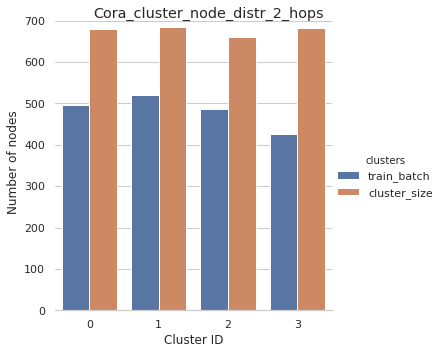 Cora_cluster_node_distr_2_hops
700
600
500
400
300
200
100
0
Number of nodes
0 1 2 3
Cluster ID
clusters
train_batch
cluster_size